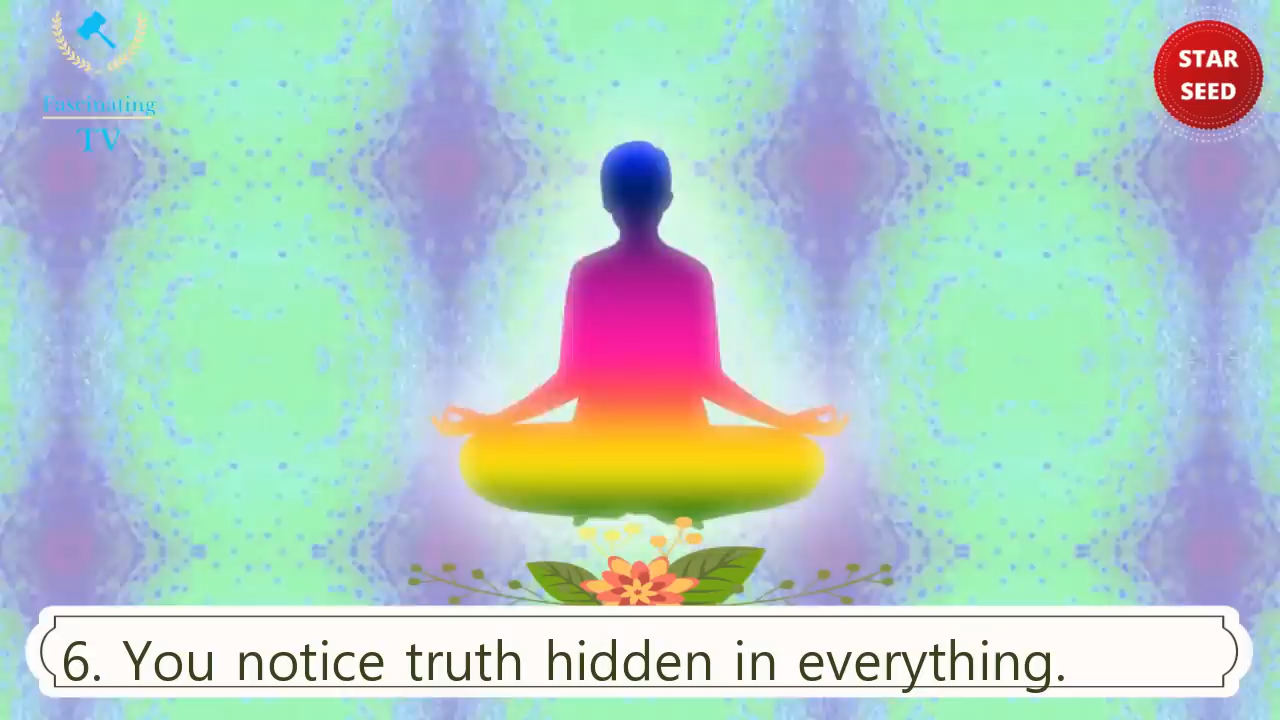 Fascinating
TV
STAR
SEED
6. You notice truth hidden in everything.